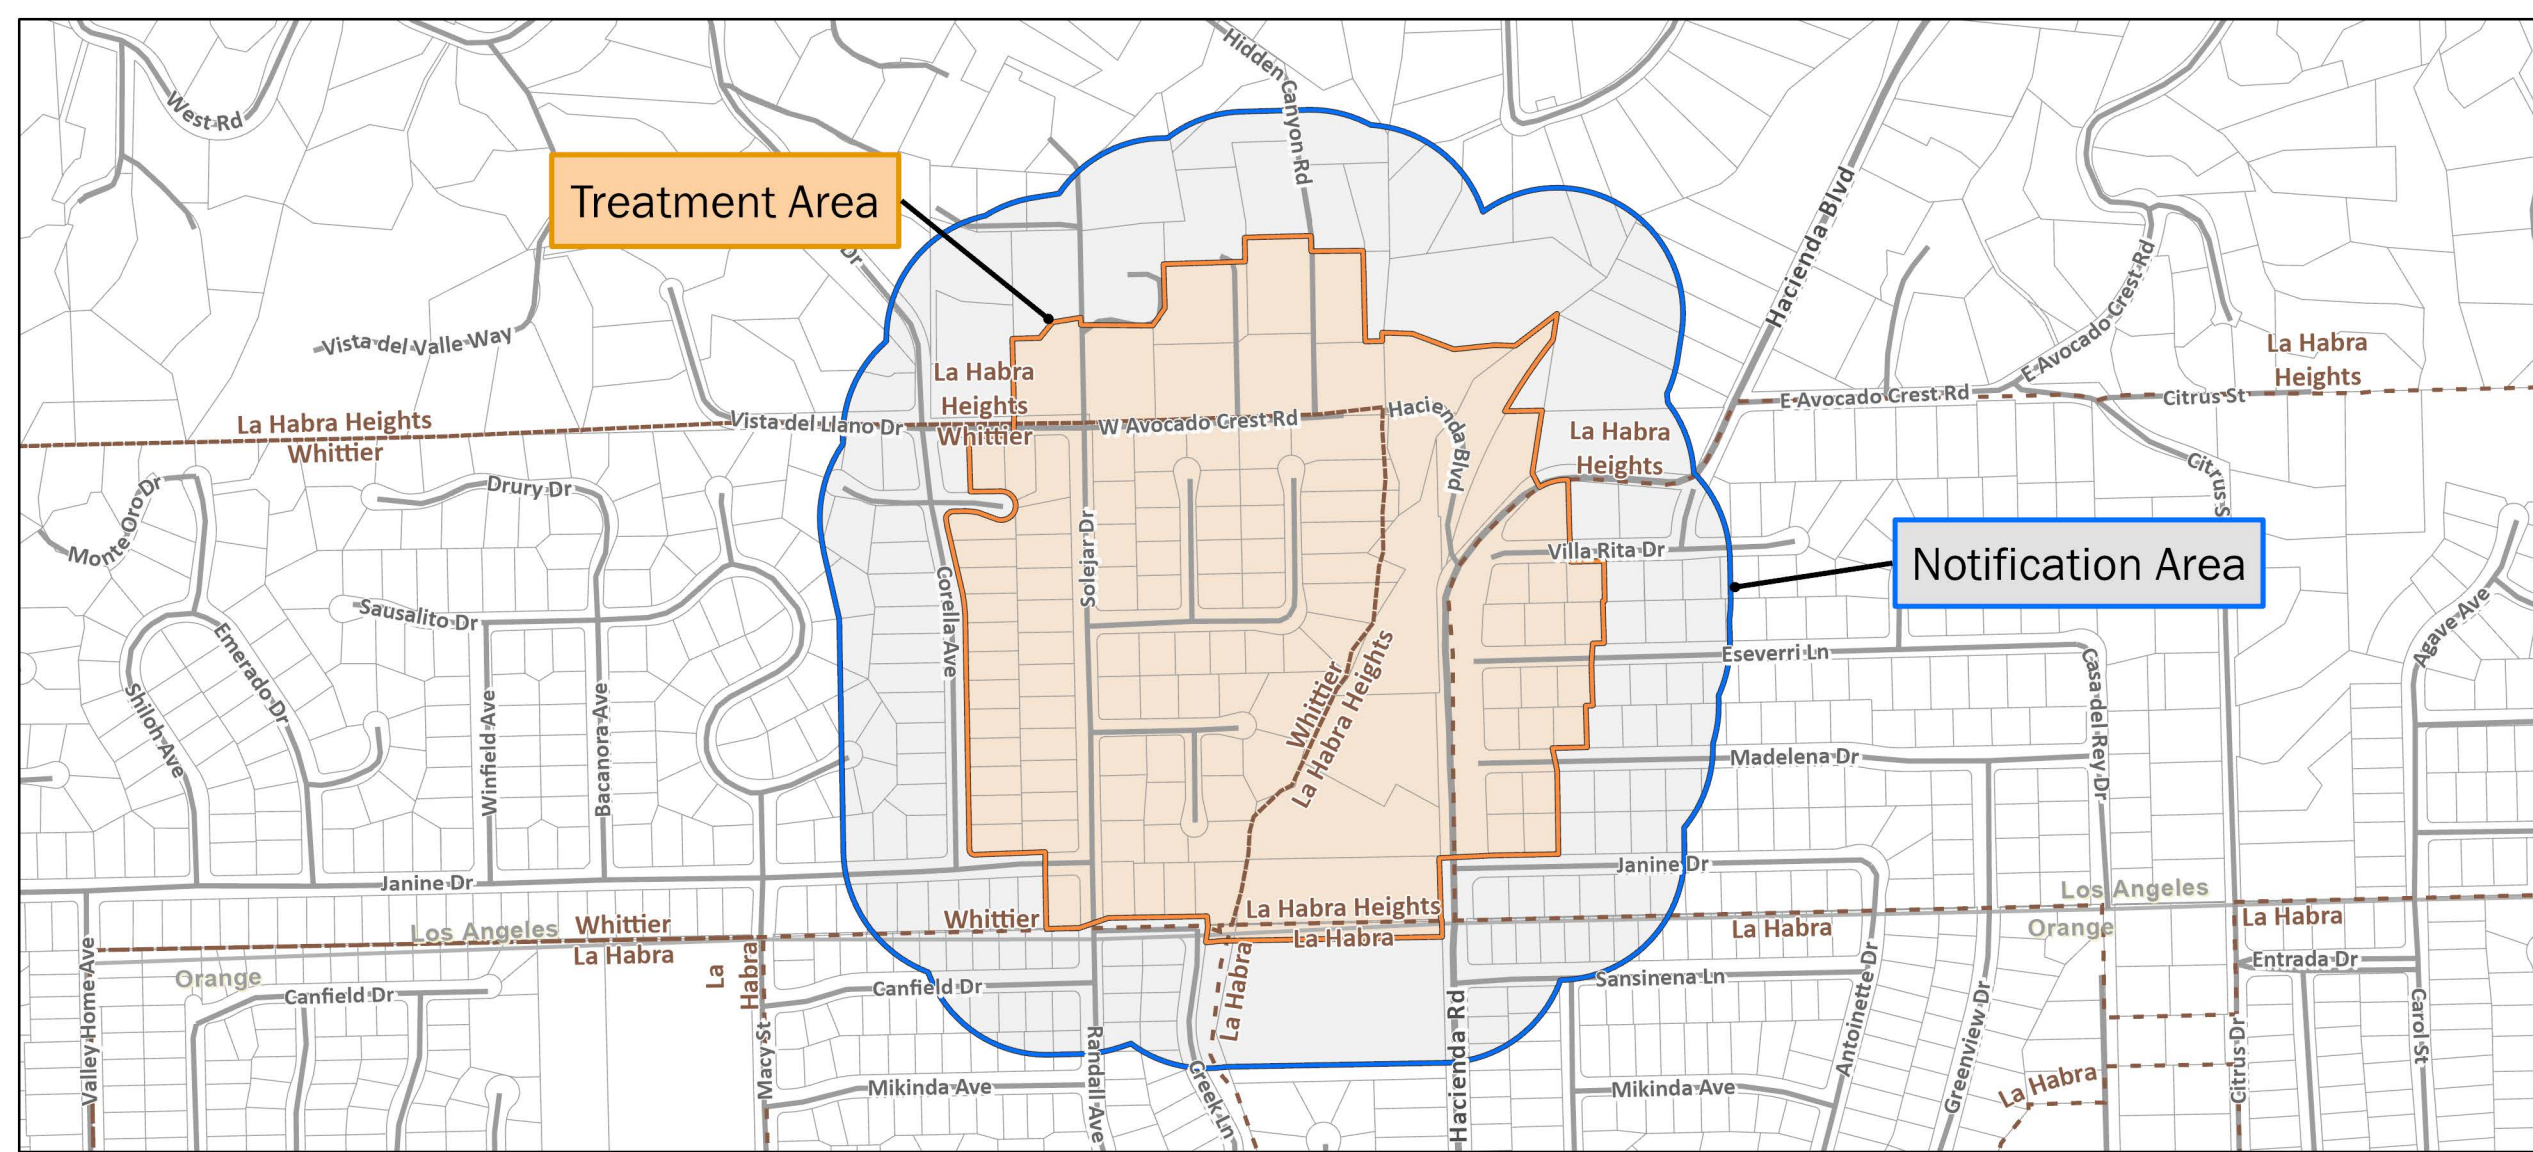 Hidden Canyon Rd
West Rd
Treatment Area
Hacienda Blvd
Dr
E Avocado Crest Rd
Vista del Valle Way
La Habra
Heights
La Habra
Heights
E Avocado Crest Rd
Citrus St
La Habra Heights
Whittier
Vista del Llano Dr
Whittier
W Avocado Crest Rd
Hacienda Blvd
La Habra
Heights
Citrus S
Monte Oro Dr
Drury Dr
Solejar Dr
Villa Rita Dr
Notification Area
Sausalito Dr
Emerado Dr
Corella Ave
Agave Ave
Eseverri Ln
Whittier
La Habra Heights
Shiloh Ave
Winfield Ave
Bacanora Ave
Casa del Rey Dr
Madelena Dr
Janine Dr
Janine Dr
Los Angeles
Los Angeles
Whittier
La Habra
Whittier
La Habra Heights
La Habra
La Habra
Orange
La Habra
Orange
Valley Home Ave
Canfield Dr
La Habra
Canfield Dr
La Habra
Sansinena Ln
Entrada Dr
Macy St
Mikinda Ave
Randall Ave
Creek Ln
Hacienda Rd
Mikinda Ave
Antoinette Dr
Greenview Dr
La Habra
Citrus Dr
Carol St